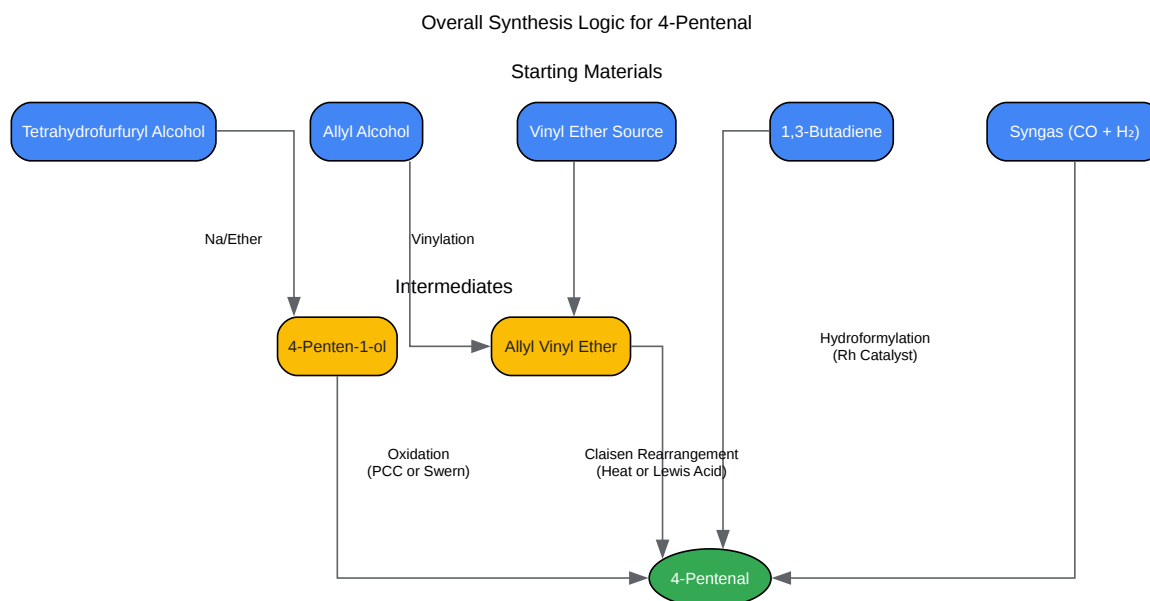 Overall Synthesis Logic for 4-Pentenal
Starting Materials
Tetrahydrofurfuryl Alcohol
Allyl Alcohol
Vinyl Ether Source
1,3-Butadiene
Syngas (CO + H₂)
Na/Ether
Vinylation
Intermediates
4-Penten-1-ol
Allyl Vinyl Ether
Hydroformylation
(Rh Catalyst)
Oxidation
(PCC or Swern)
Claisen Rearrangement
(Heat or Lewis Acid)
4-Pentenal